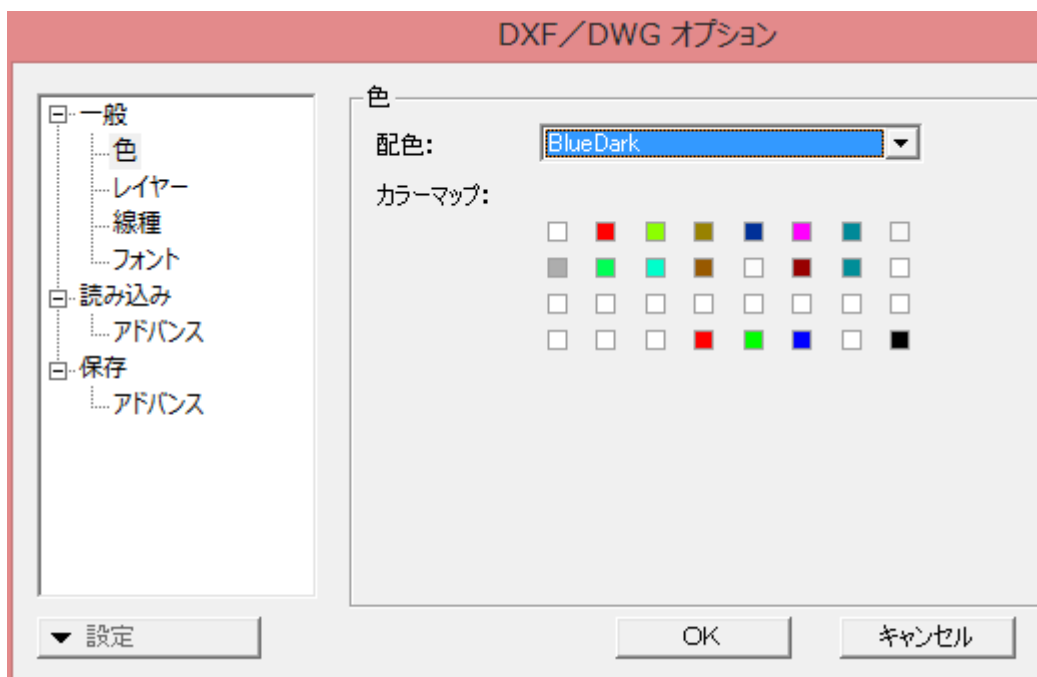 DXF／DWG オプション
一般
色
レイヤー
線種
フォント
読み込み
アドバンス
保存
アドバンス
色
配色:
BlueDark
カラーマップ:
設定
OK
キャンセル